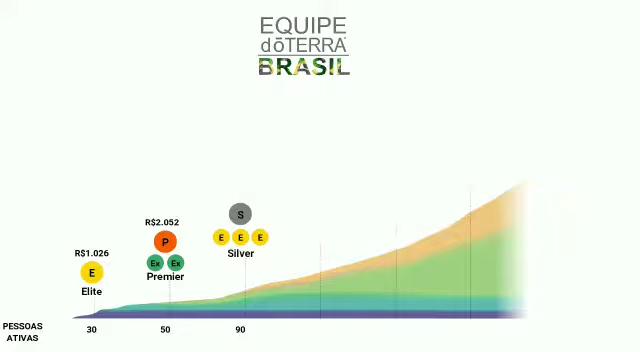 EQUIPE
dōTERRA
BRASIL
S
R$2.052
P
E E E
R$1.026
Silver
E
Ex Ex
Premier
Elite
PESSOAS
ATIVAS
30 50 90